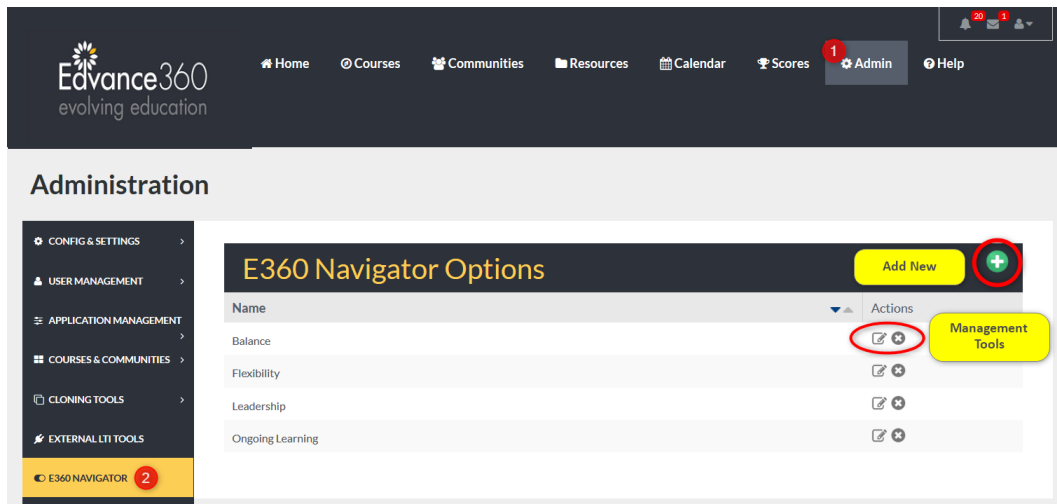 20 1
Edvance360
evolving education
Home Courses Communities Resources Calendar Scores 1 Admin Help
Administration
CONFIG & SETTINGS
USER MANAGEMENT
APPLICATION MANAGEMENT
COURSES & COMMUNITIES
CLONING TOOLS
EXTERNAL LTI TOOLS
E360 NAVIGATOR 2
E360 Navigator Options Add New
Name Actions
Balance
Management
Tools
Flexibility
Leadership
Ongoing Learning